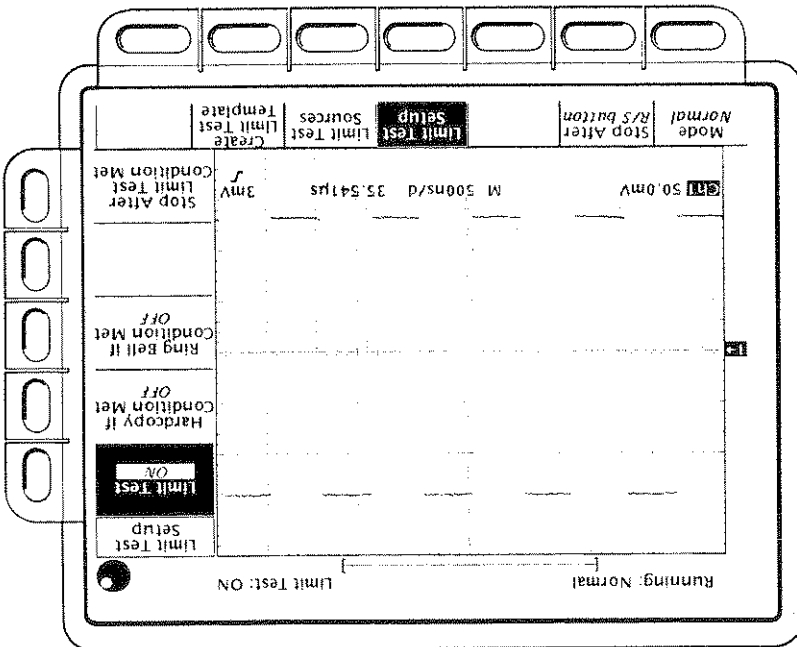 Running: Normal
Limit Test: ON
Limit Test
Setup
Limit Test
ON
Hardcopy if
Condition Met
OFF
Ring Bell if
Condition Met
OFF
Stop After
Limit Test
Condition Met
1→
Ch1 50.0mV M 500ns/d 35.541µs 3mV
Mode
Normal
Stop After
R/S button
Limit Test
Setup
Limit Test
Sources
Create
Limit Test
Template